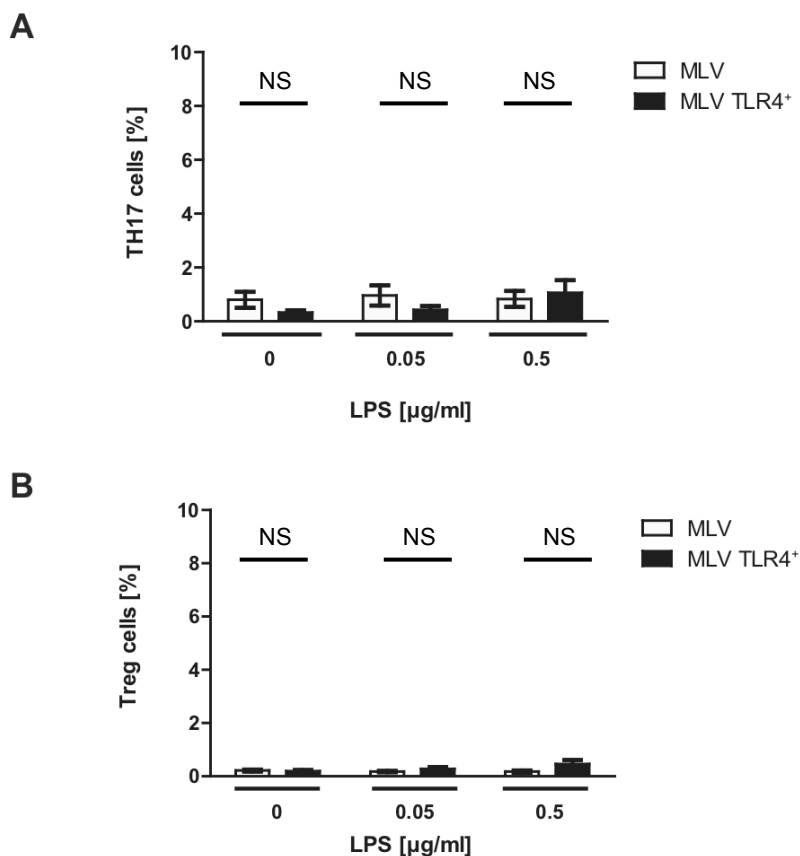 A
TH17 cells [%]
10
8
6
4
2
0
NS NS NS
MLV
MLV TLR4⁺
0 0.05 0.5
LPS [µg/ml]
B
Treg cells [%]
10
8
6
4
2
0
NS NS NS
MLV
MLV TLR4⁺
0 0.05 0.5
LPS [µg/ml]